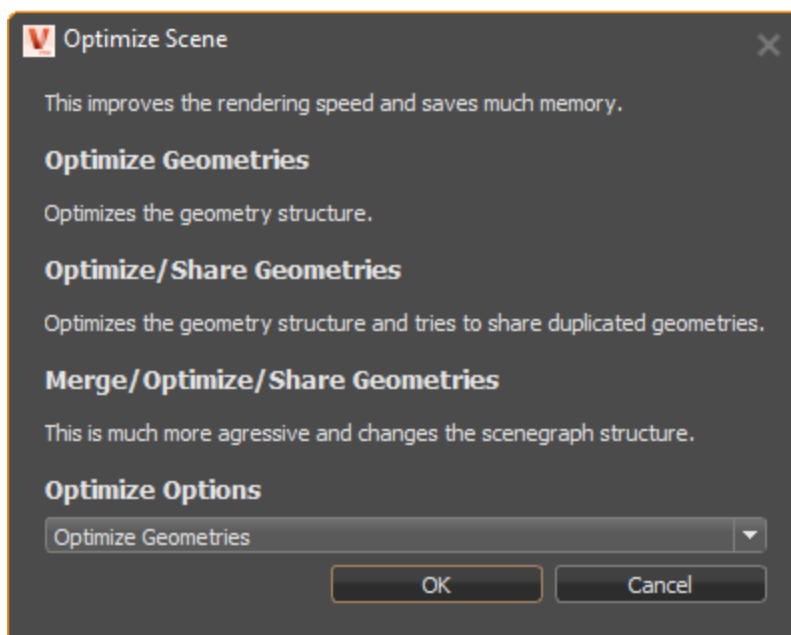 Optimize Scene
This improves the rendering speed and saves much memory.
Optimize Geometries
Optimizes the geometry structure.
Optimize/Share Geometries
Optimizes the geometry structure and tries to share duplicated geometries.
Merge/Optimize/Share Geometries
This is much more agressive and changes the scenegraph structure.
Optimize Options
Optimize Geometries
OK
Cancel